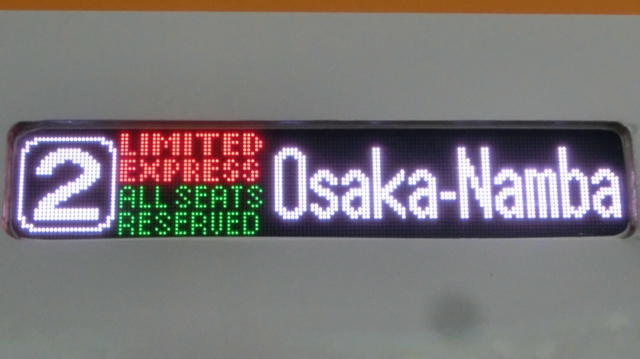 2
LIMITED
EXPRESS
ALL SEATS
RESERVED
Osaka-Namba